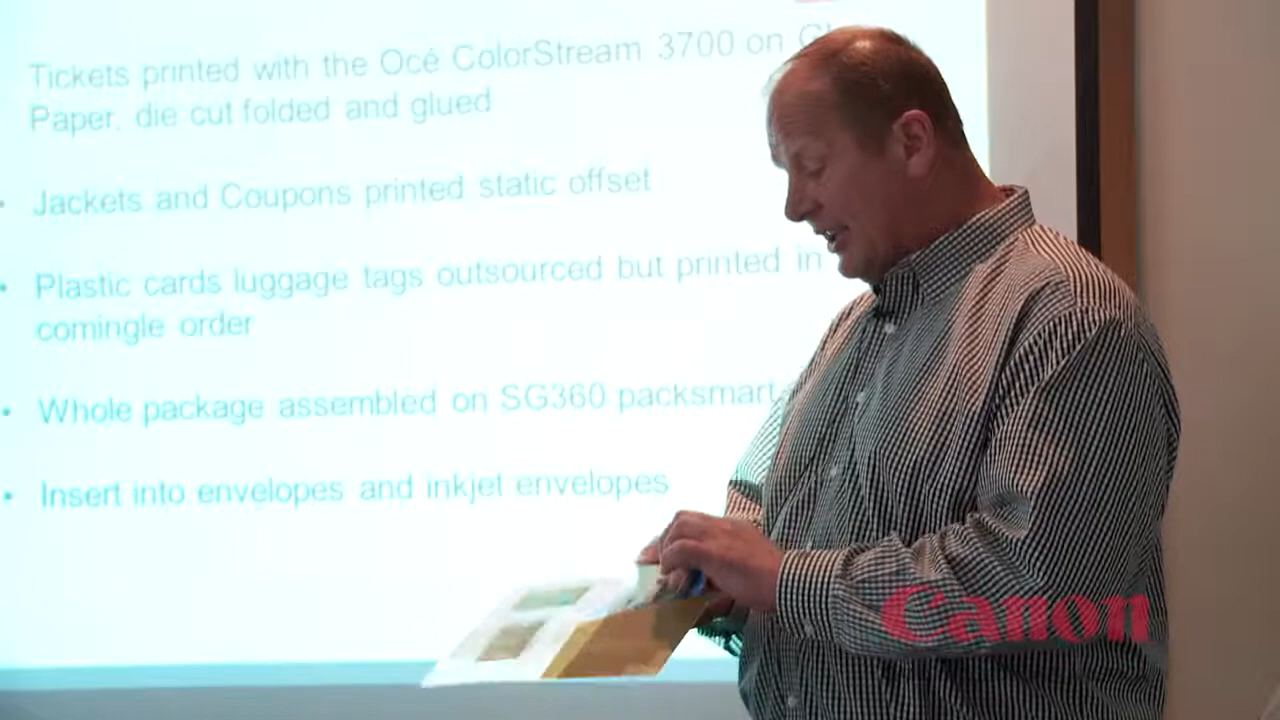 Tickets printed with the Océ ColorStream 3700 on
Paper, die cut folded and glued
• Jackets and Coupons printed static offset
• Plastic cards luggage tags outsourced but printed in
comingle order
• Whole package assembled on SG360 packsmart
• Insert into envelopes and inkjet envelopes
Canon